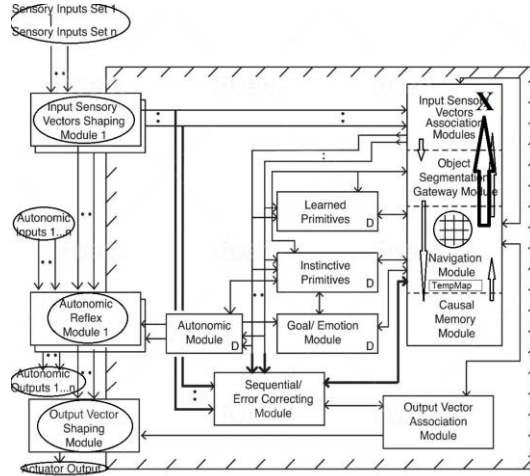 Sensory Inputs Set 1
Sensory Inputs Set n
Input Sensory
Vectors Shaping
Module 1
Autonomic
Inputs 1...n
Autonomic
Reflex
Module 1
Autonomic
Outputs 1...n
Output Vector
Shaping
Module
Actuator Output
Autonomic
Module
D
Learned
Primitives
D
Instinctive
Primitives
D
Goal/ Emotion
Module
D
Sequential/
Error Correcting
Module
Output Vector
Association
Module
X
Input Sensory
Vectors
Association
Modules
Object
Segmentation
Gateway Module
Navigation
Module
TempMap
Causal
Memory
Module